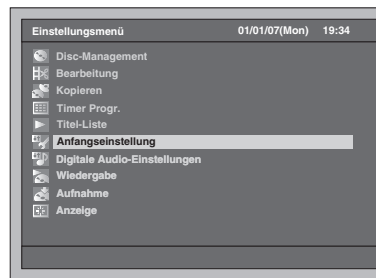 Einstellungsmenü 01/01/07(Mon) 19:34
Disc-Management
Bearbeitung
Kopieren
Timer Progr.
Titel-Liste
Anfangseinstellung
Digitale Audio-Einstellungen
Wiedergabe
Aufnahme
Anzeige